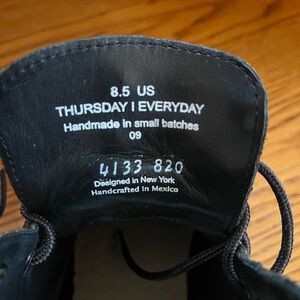 8.5 US
THURSDAY | EVERYDAY
Handmade in small batches
09
4133 820
Designed in New York
Handcrafted in Mexico